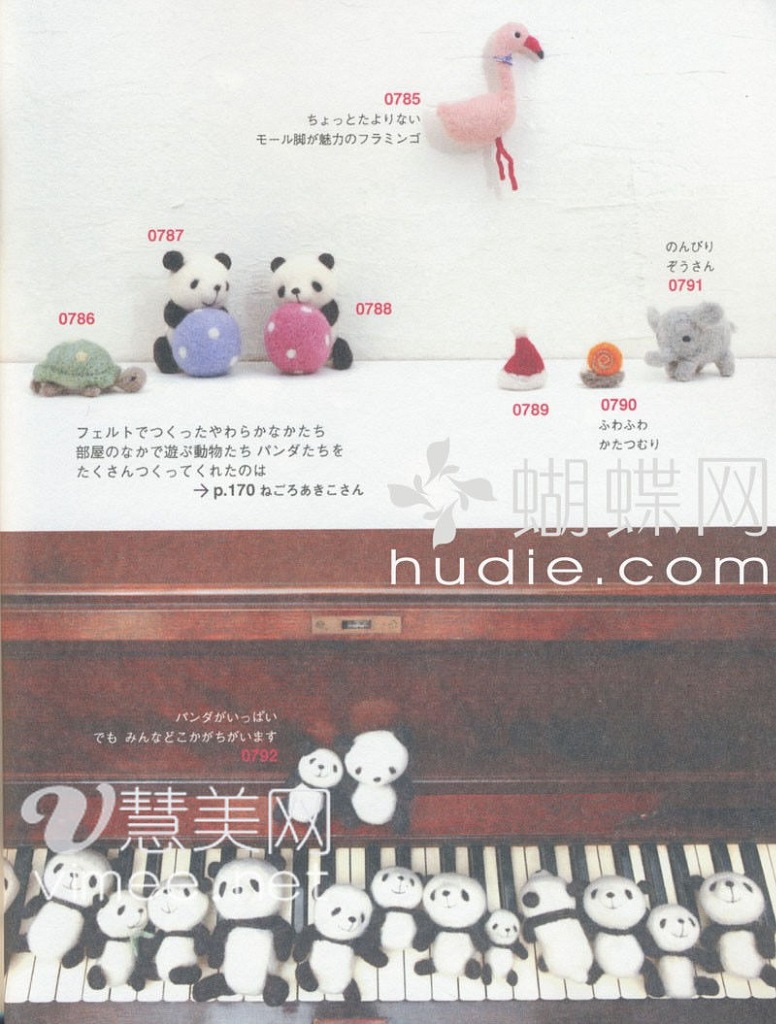 0785
ちょっとたよりない
モール脚が魅力のフラミンゴ
0787
0788
0786
のんびり
ぞうさん
0791
0789
0790
ふわふわ
かたつむり
フェルトでつくったやわらかなかたち
部屋のなかで遊ぶ動物たち パンダたちを
たくさんつくってくれたのは
→p.170 ねごろあきこさん
蝴蝶网
hudie.com
パンダがいっぱい
でも みんなどこかがちがいます
0792
慧美网
vimee.net